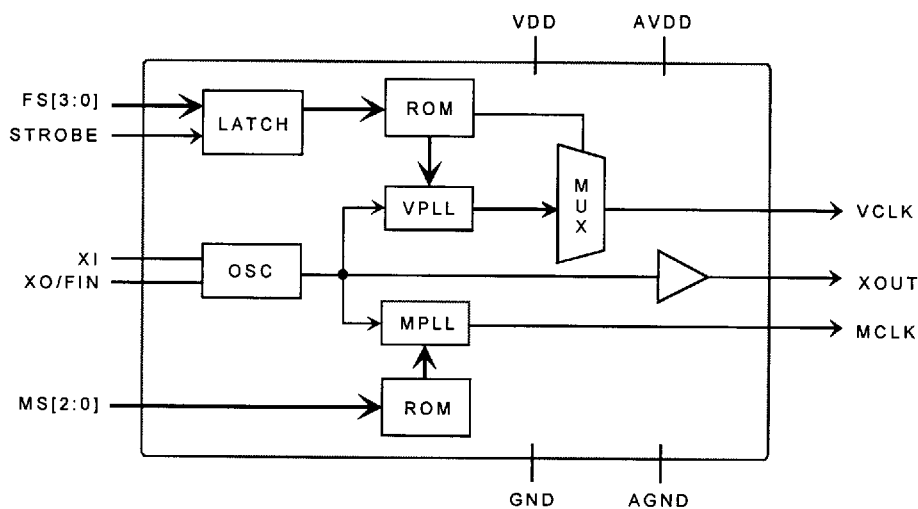 VDD
AVDD
FS[3:0]
STROBE
LATCH
ROM
VPLL
MUX
VCLK
XI
XO/FIN
OSC
XOUT
MPLL
MCLK
MS[2:0]
ROM
GND
AGND